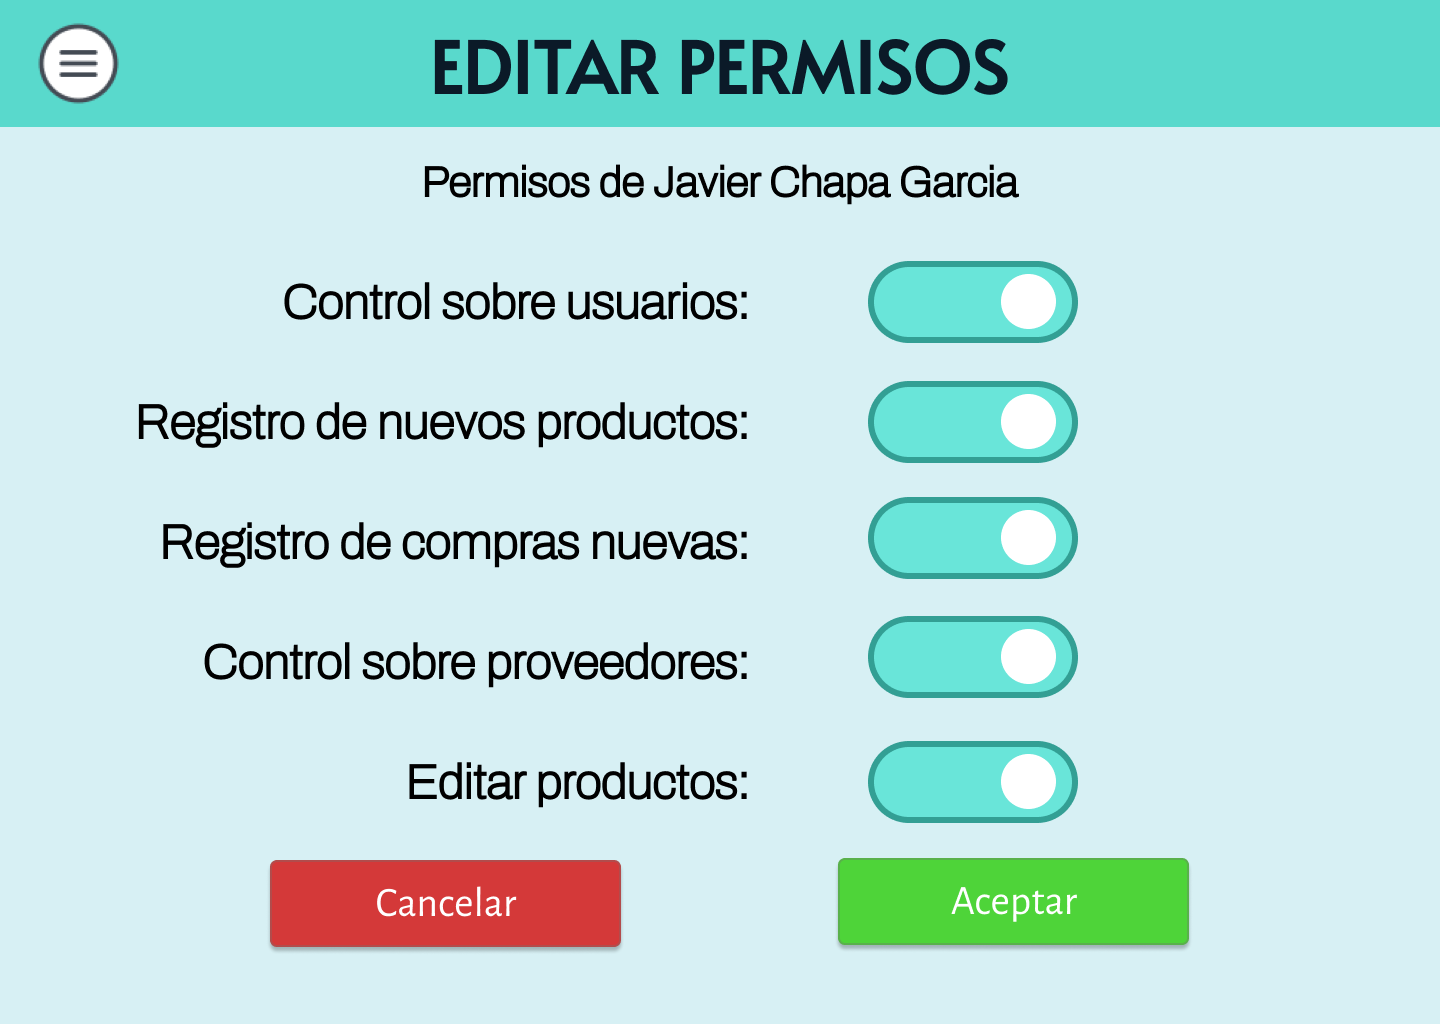 EDITAR PERMISOS
Permisos de Javier Chapa Garcia
Control sobre usuarios:
Registro de nuevos productos:
Registro de compras nuevas:
Control sobre proveedores:
Editar productos:
Cancelar
Aceptar